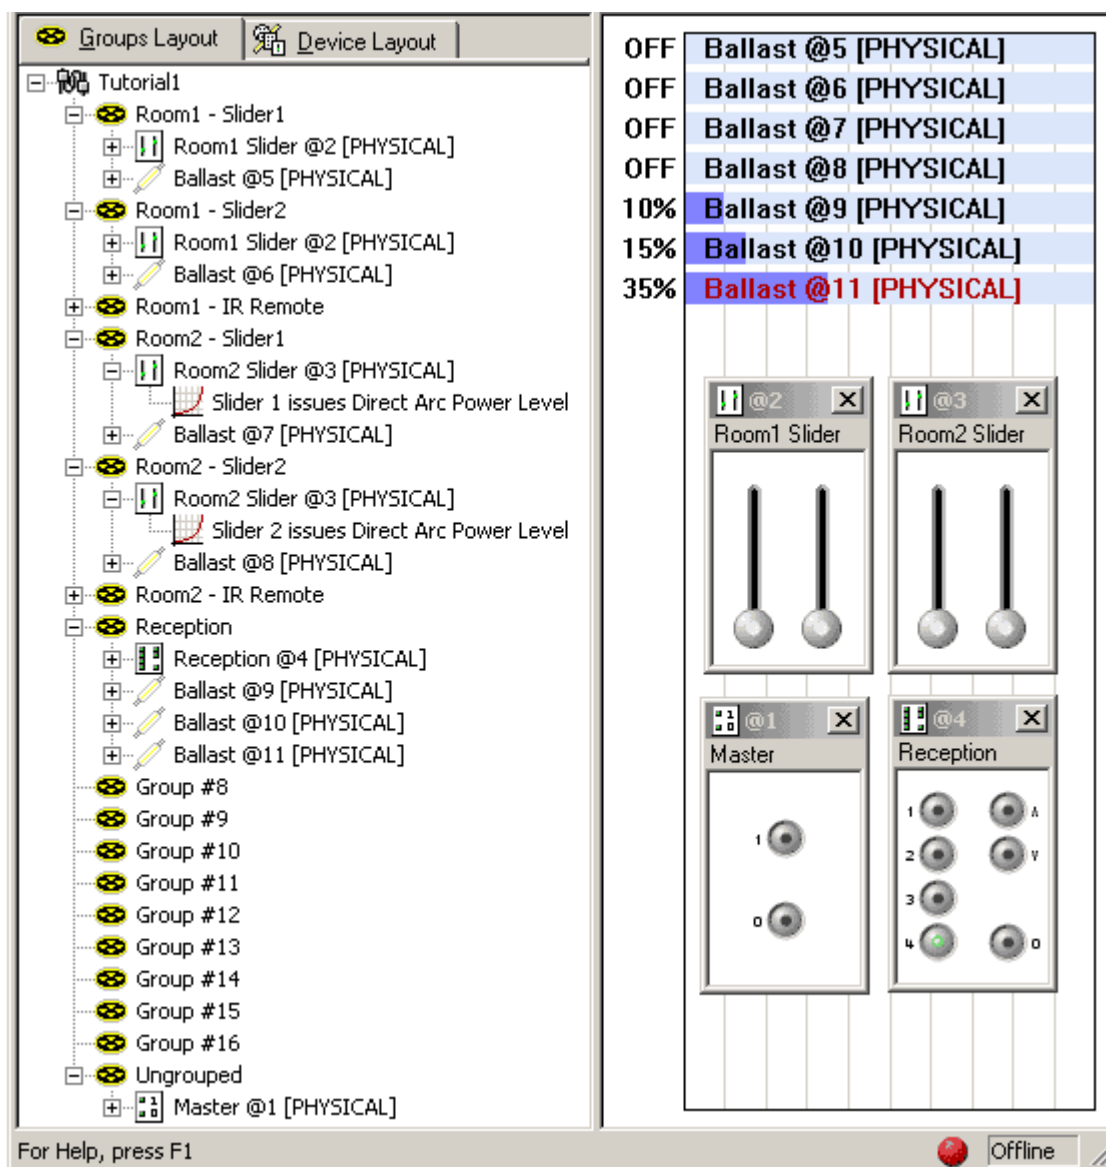 Groups Layout
Device Layout
Tutorial1
Room1 - Slider1
Room1 Slider @2 [PHYSICAL]
Ballast @5 [PHYSICAL]
Room1 - Slider2
Room1 Slider @2 [PHYSICAL]
Ballast @6 [PHYSICAL]
Room1 - IR Remote
Room2 - Slider1
Room2 Slider @3 [PHYSICAL]
Slider 1 issues Direct Arc Power Level
Ballast @7 [PHYSICAL]
Room2 - Slider2
Room2 Slider @3 [PHYSICAL]
Slider 2 issues Direct Arc Power Level
Ballast @8 [PHYSICAL]
Room2 - IR Remote
Reception
Reception @4 [PHYSICAL]
Ballast @9 [PHYSICAL]
Ballast @10 [PHYSICAL]
Ballast @11 [PHYSICAL]
Group #8
Group #9
Group #10
Group #11
Group #12
Group #13
Group #14
Group #15
Group #16
Ungrouped
Master @1 [PHYSICAL]
OFF Ballast @5 [PHYSICAL]
OFF Ballast @6 [PHYSICAL]
OFF Ballast @7 [PHYSICAL]
OFF Ballast @8 [PHYSICAL]
10% Ballast @9 [PHYSICAL]
15% Ballast @10 [PHYSICAL]
35% Ballast @11 [PHYSICAL]
@2
Room1 Slider
@3
Room2 Slider
@1
Master
1
0
@4
Reception
1 ∧
2 ∨
3
4 0
For Help, press F1
Offline